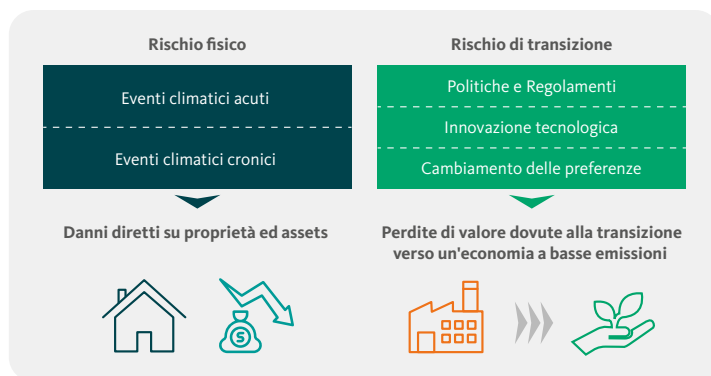 Rischio fisico
Eventi climatici acuti
Eventi climatici cronici
Danni diretti su proprietà ed assets
S
Rischio di transizione
Politiche e Regolamenti
Innovazione tecnologica
Cambiamento delle preferenze
Perdite di valore dovute alla transizione
verso un'economia a basse emissioni